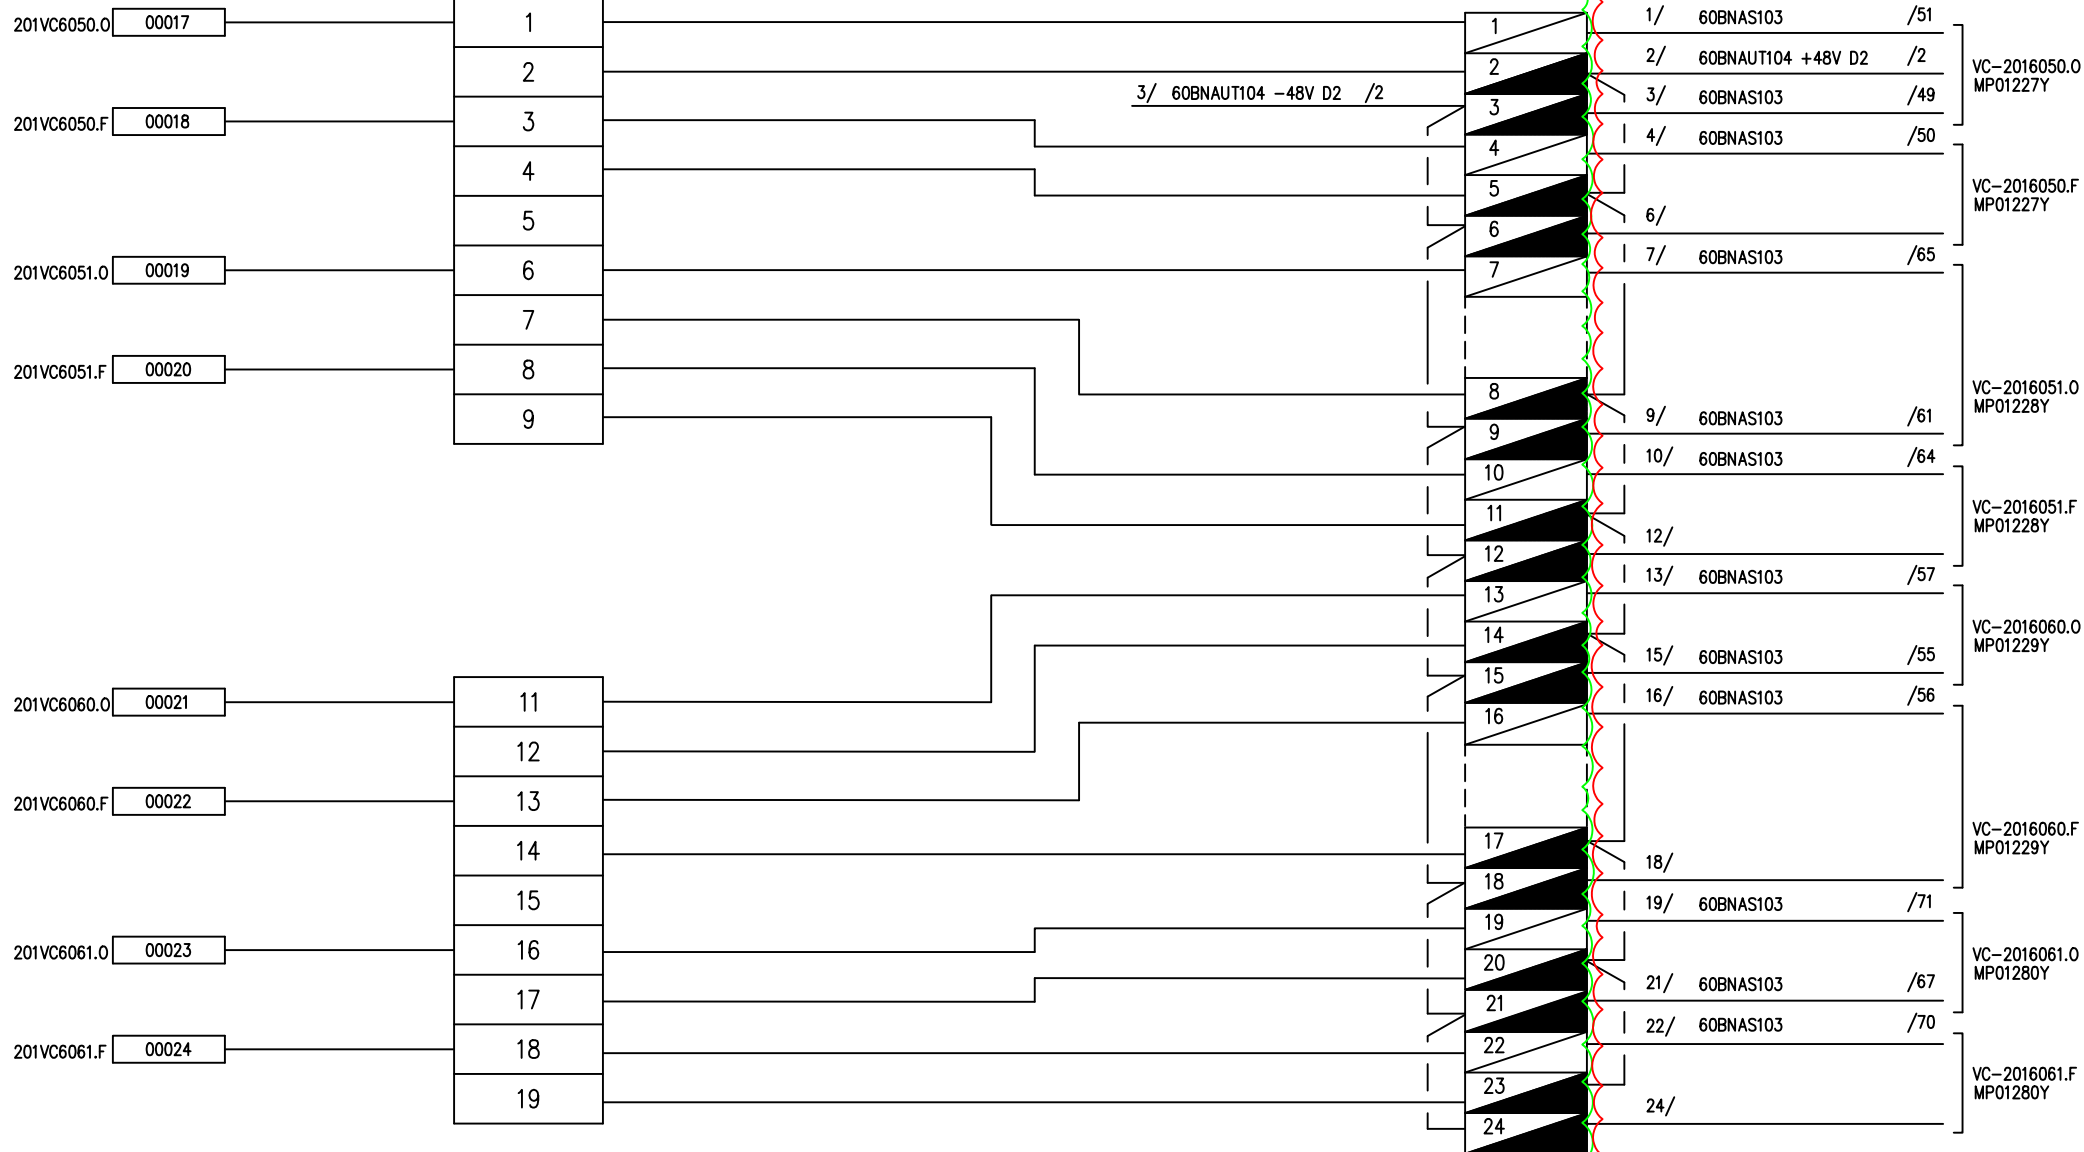 201VC6050.O 00017
201VC6050.F 00018
201VC6051.O 00019
201VC6051.F 00020
201VC6060.O 00021
201VC6060.F 00022
201VC6061.O 00023
201VC6061.F 00024
1
2
3
4
5
6
7
8
9
11
12
13
14
15
16
17
18
19
3/ 60BNAUT104 -48V D2 /2
1
2
3
4
5
6
7
8
9
10
11
12
13
14
15
16
17
18
19
20
21
22
23
24
1/ 60BNAS103 /51
2/ 60BNAUT104 +48V D2 /2
3/ 60BNAS103 /49
4/ 60BNAS103 /50
6/
7/ 60BNAS103 /65
9/ 60BNAS103 /61
10/ 60BNAS103 /64
12/
13/ 60BNAS103 /57
15/ 60BNAS103 /55
16/ 60BNAS103 /56
18/
19/ 60BNAS103 /71
21/ 60BNAS103 /67
22/ 60BNAS103 /70
24/
VC-2016050.O
MP01227Y
VC-2016050.F
MP01227Y
VC-2016051.O
MP01228Y
VC-2016051.F
MP01228Y
VC-2016060.O
MP01229Y
VC-2016060.F
MP01229Y
VC-2016061.O
MP01280Y
VC-2016061.F
MP01280Y